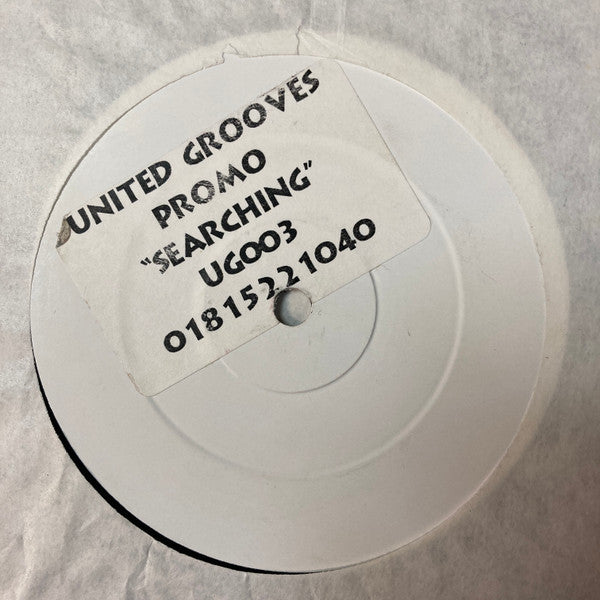 UNITED GROOVES
PROMO
"SEARCHING"
UG003
01815221040